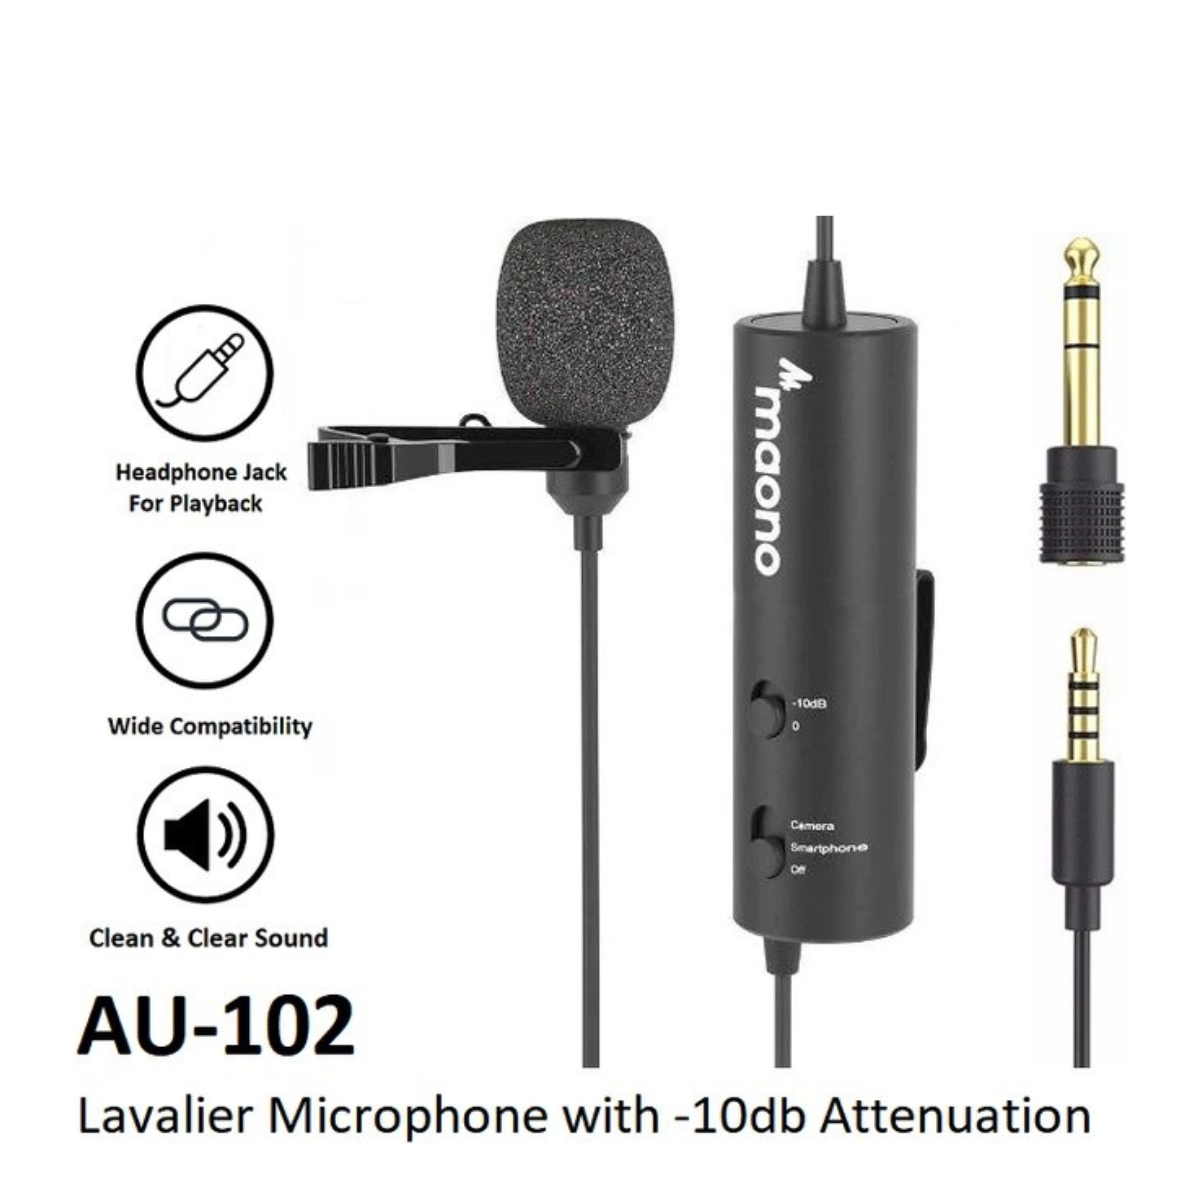 Headphone Jack
For Playback
Wide Compatibility
Clean & Clear Sound
maono
-10dB
0
Camera
Smartphone
Off
AU-102
Lavalier Microphone with -10db Attenuation